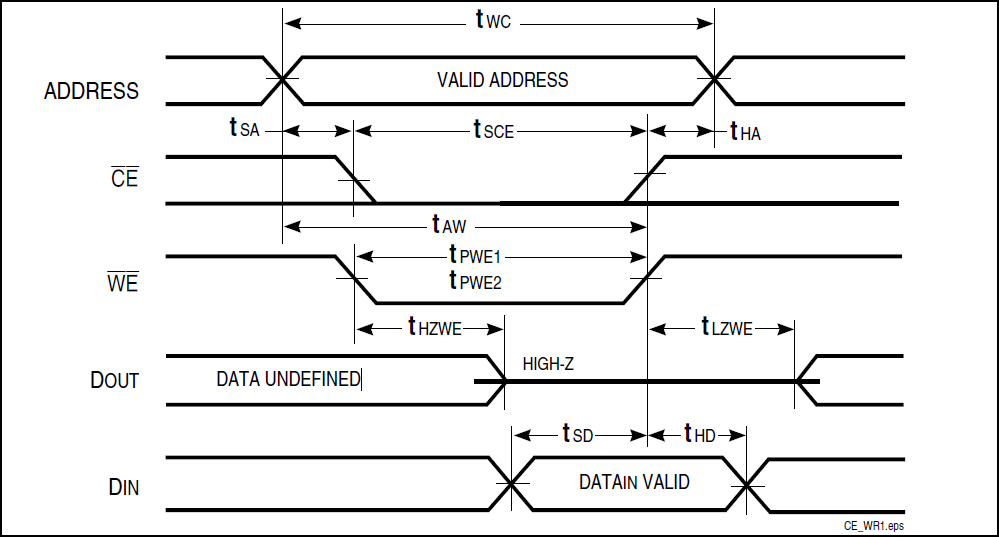 tWC
ADDRESS
VALID ADDRESS
tSA
tSCE
tHA
CE
tAW
WE
tPWE1
tPWE2
tHZWE
tLZWE
DOUT
DATA UNDEFINED
HIGH-Z
tSD
tHD
DIN
DATAIN VALID
CE_WR1.eps